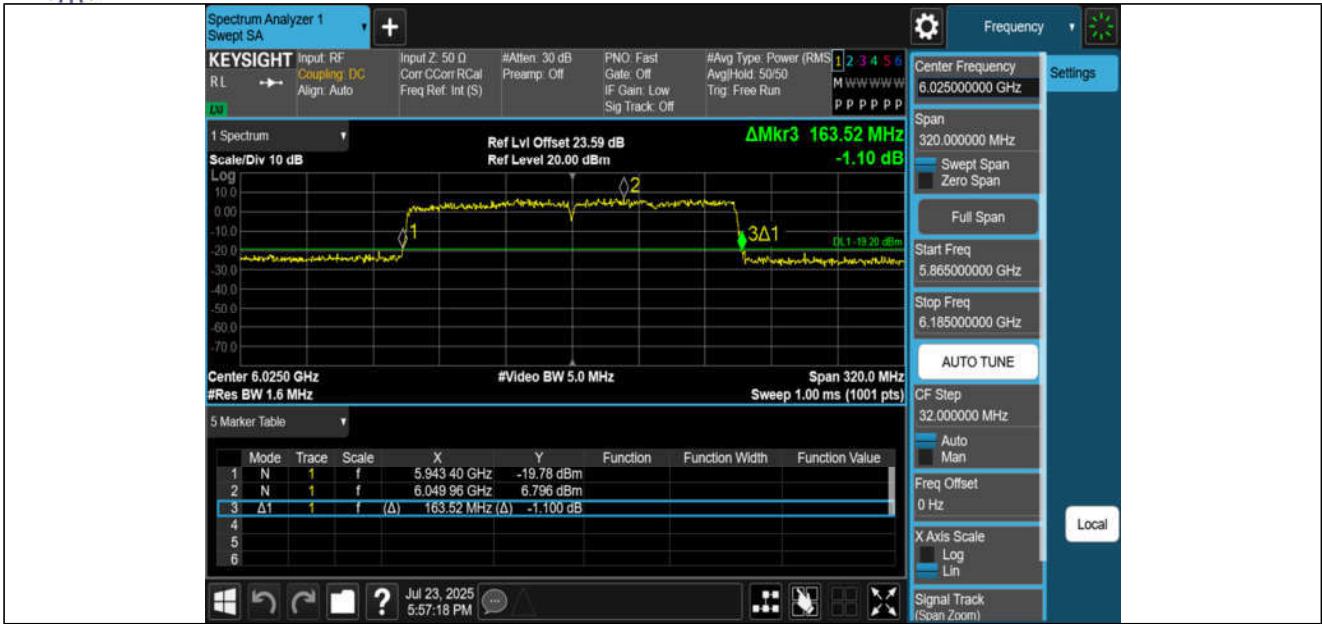 Spectrum Analyzer 1
Swept SA
+
Frequency
KEYSIGHT
RL
LXI
Input: RF
Coupling: DC
Align: Auto
Input Z: 50 Ω
Corr CCorr RCal
Freq Ref: Int (S)
#Atten: 30 dB
Preamp: Off
PNO: Fast
Gate: Off
IF Gain: Low
Sig Track: Off
#Avg Type: Power (RMS
Avg|Hold: 50/50
Trig: Free Run
1 2 3 4 5 6
M W W W W W
P P P P P P
1 Spectrum
Scale/Div 10 dB
Ref Lvl Offset 23.59 dB
Ref Level 20.00 dBm
ΔMkr3 163.52 MHz
-1.10 dB
Log
10.0
0.00
-10.0
-20.0
-30.0
-40.0
-50.0
-60.0
-70.0
1
2
3Δ1
DL1 -19.20 dBm
Center 6.0250 GHz
#Video BW 5.0 MHz
Span 320.0 MHz
#Res BW 1.6 MHz
Sweep 1.00 ms (1001 pts)
5 Marker Table
Mode Trace Scale X Y Function Function Width Function Value
1 N 1 f 5.943 40 GHz -19.78 dBm
2 N 1 f 6.049 96 GHz 6.796 dBm
3 Δ1 1 f (Δ) 163.52 MHz (Δ) -1.100 dB
4
5
6
?
Jul 23, 2025
5:57:18 PM
Center Frequency
6.025000000 GHz
Settings
Span
320.000000 MHz
Swept Span
Zero Span
Full Span
Start Freq
5.865000000 GHz
Stop Freq
6.185000000 GHz
AUTO TUNE
CF Step
32.000000 MHz
Auto
Man
Freq Offset
0 Hz
X Axis Scale
Log
Lin
Local
Signal Track
(Span Zoom)